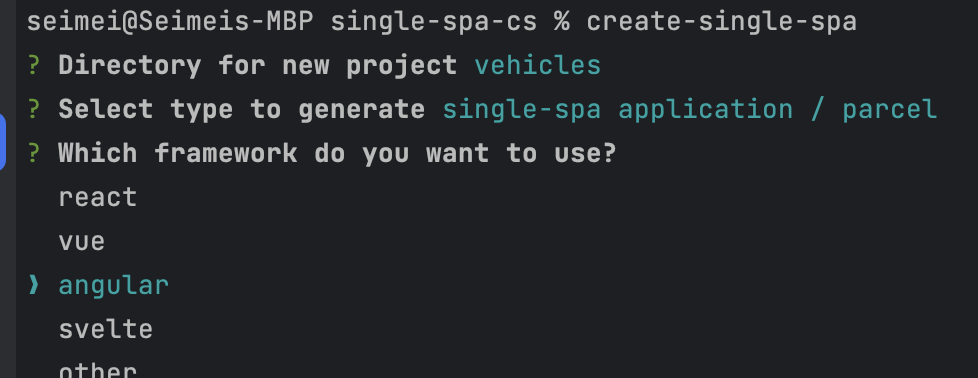 seimei@Seimeis-MBP single-spa-cs % create-single-spa
? Directory for new project vehicles
? Select type to generate single-spa application / parcel
? Which framework do you want to use?
react
vue
❯ angular
svelte
other